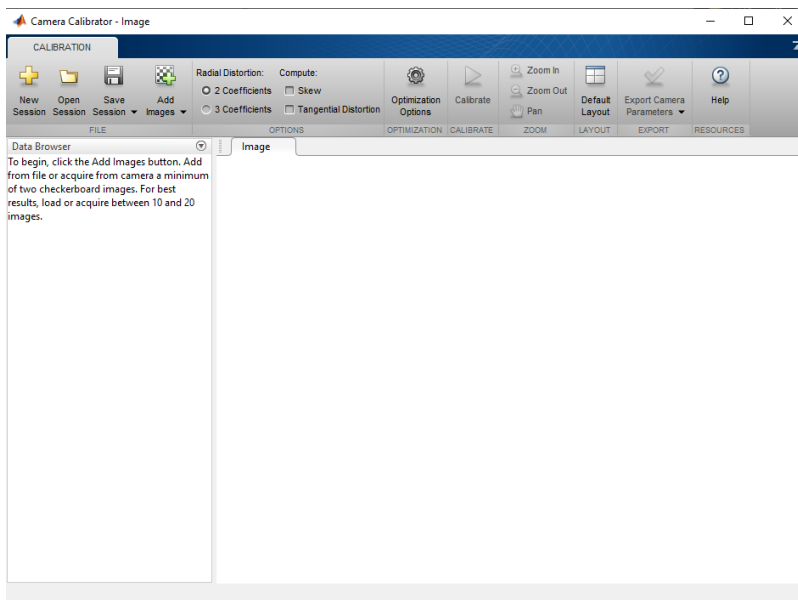 Camera Calibrator - Image
CALIBRATION
New Session
Open Session
Save Session
Add Images
FILE
Radial Distortion:
2 Coefficients
3 Coefficients
Compute:
Skew
Tangential Distortion
OPTIONS
Optimization Options
OPTIMIZATION
Calibrate
CALIBRATE
Zoom In
Zoom Out
Pan
ZOOM
Default Layout
LAYOUT
Export Camera Parameters
EXPORT
Help
RESOURCES
Data Browser
To begin, click the Add Images button. Add
from file or acquire from camera a minimum
of two checkerboard images. For best
results, load or acquire between 10 and 20
images.
Image